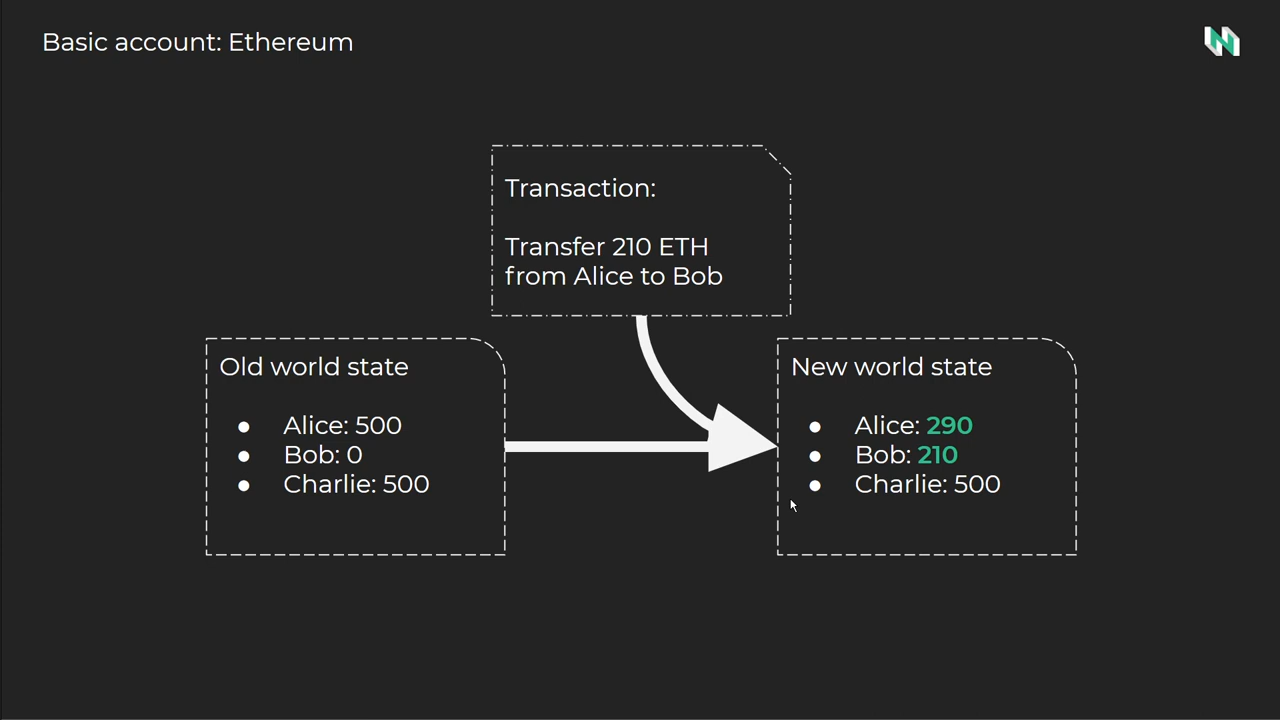 Basic account: Ethereum
Transaction:
Transfer 210 ETH
from Alice to Bob
Old world state
● Alice: 500
● Bob: 0
● Charlie: 500
New world state
● Alice: 290
● Bob: 210
● Charlie: 500